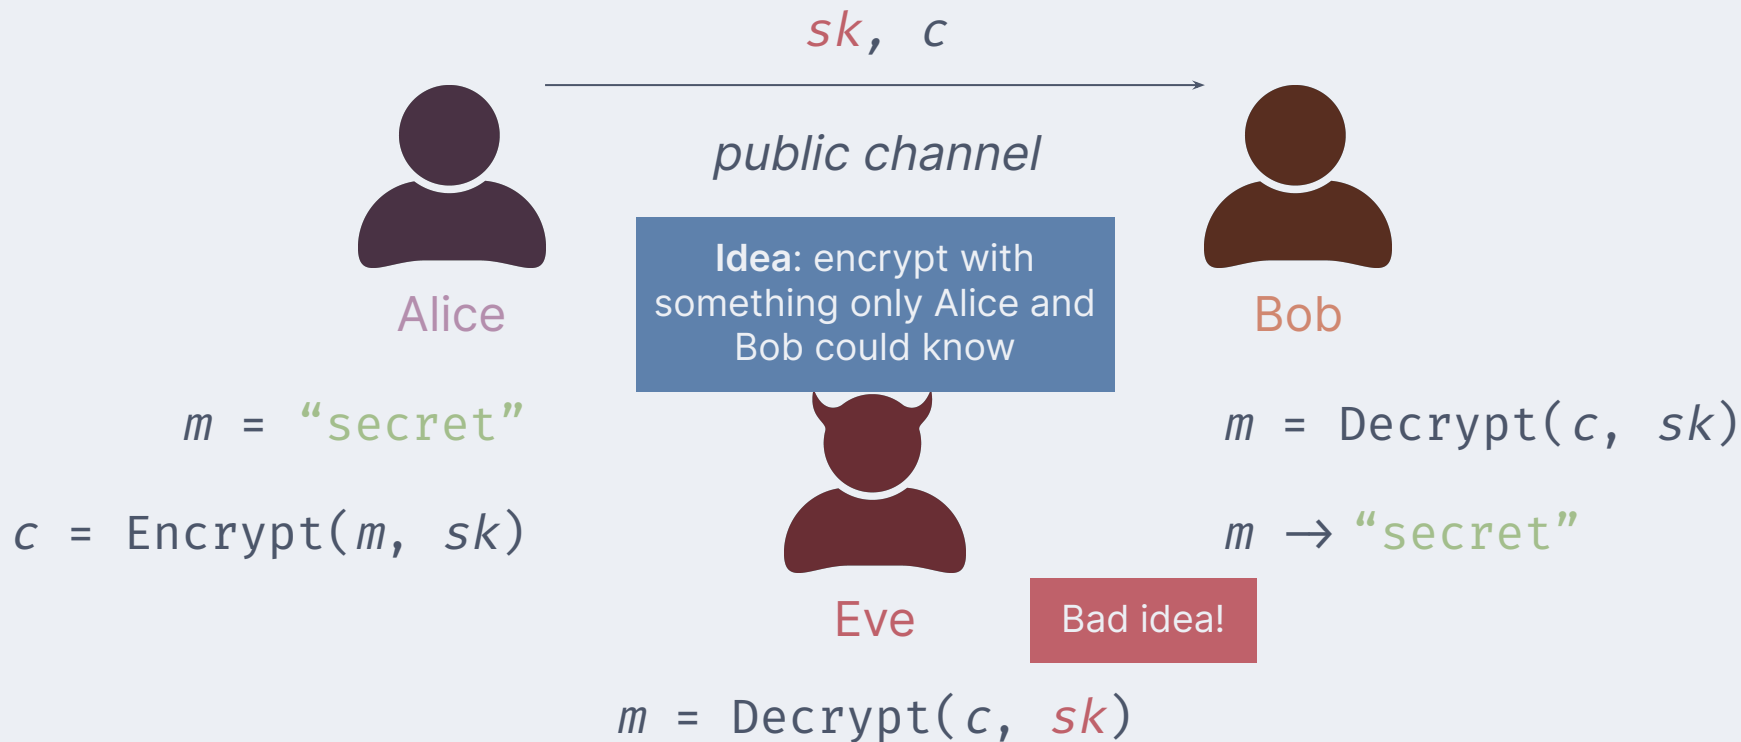 sk, c
public channel
Idea: encrypt with
something only Alice and
Bob could know
Alice
Bob
m = “secret”
c = Encrypt(m, sk)
m = Decrypt(c, sk)
m → “secret”
Eve
Bad idea!
m = Decrypt(c, sk)